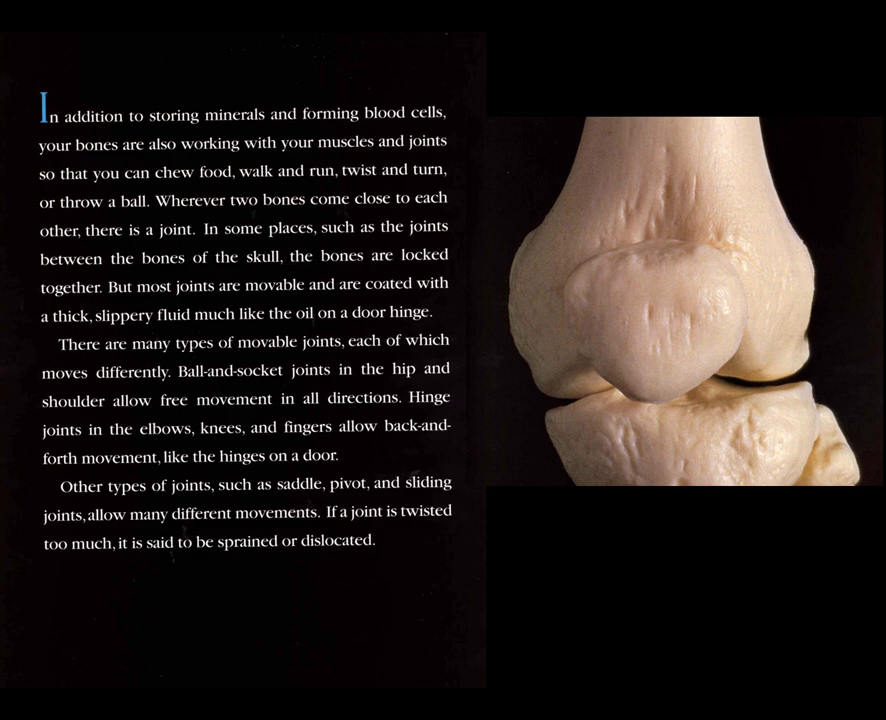 In addition to storing minerals and forming blood cells,
your bones are also working with your muscles and joints
so that you can chew food, walk and run, twist and turn,
or throw a ball. Wherever two bones come close to each
other, there is a joint. In some places, such as the joints
between the bones of the skull, the bones are locked
together. But most joints are movable and are coated with
a thick, slippery fluid much like the oil on a door hinge.
There are many types of movable joints, each of which
moves differently. Ball-and-socket joints in the hip and
shoulder allow free movement in all directions. Hinge
joints in the elbows, knees, and fingers allow back-and-
forth movement, like the hinges on a door.
Other types of joints, such as saddle, pivot, and sliding
joints, allow many different movements. If a joint is twisted
too much, it is said to be sprained or dislocated.